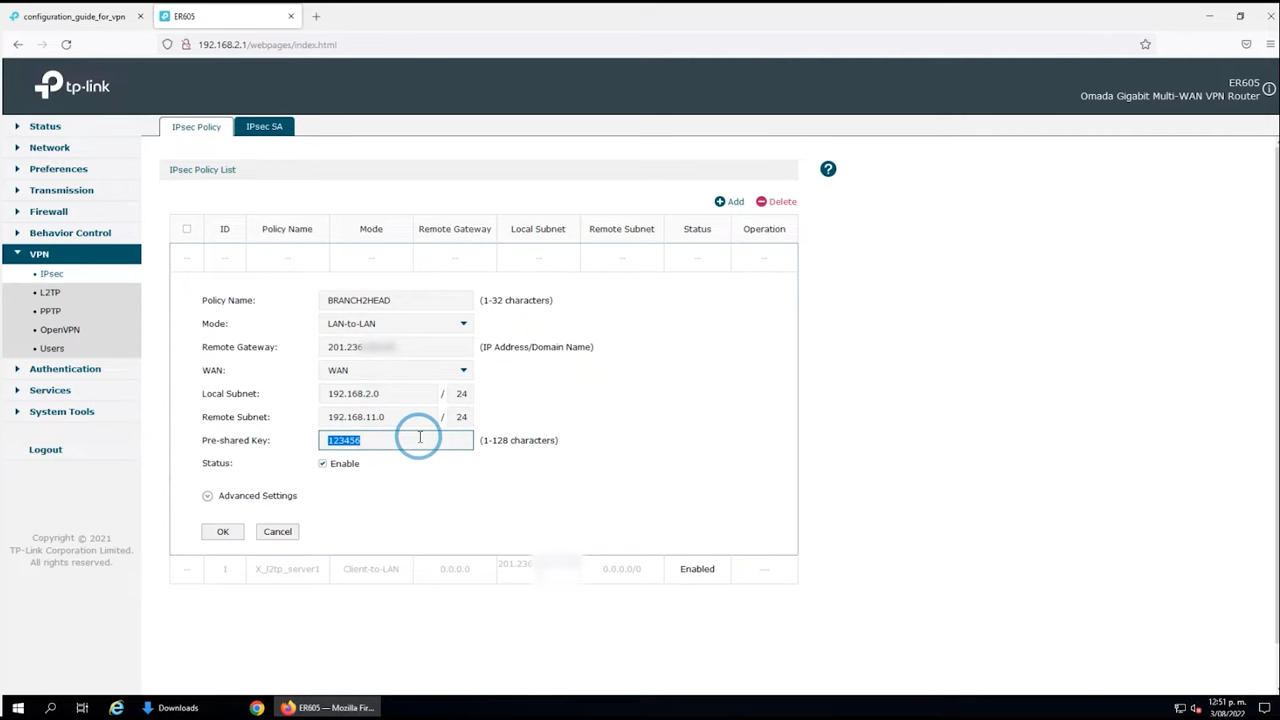 configuration_guide_for_vpn
ER605
192.168.2.1/webpages/index.html
tp-link
ER605
Omada Gigabit Multi-WAN VPN Router
Status
Network
Preferences
Transmission
Firewall
Behavior Control
VPN
IPsec
L2TP
PPTP
OpenVPN
Users
Authentication
Services
System Tools
Logout
Copyright © 2021
TP-Link Corporation Limited.
All rights reserved.
IPsec Policy IPsec SA
IPsec Policy List
Add Delete
ID Policy Name Mode Remote Gateway Local Subnet Remote Subnet Status Operation
-- -- -- -- -- -- -- -- --
Policy Name: BRANCH2HEAD (1-32 characters)
Mode: LAN-to-LAN
Remote Gateway: 201.236 (IP Address/Domain Name)
WAN: WAN
Local Subnet: 192.168.2.0 / 24
Remote Subnet: 192.168.11.0 / 24
Pre-shared Key: 123456 (1-128 characters)
Status: Enable
Advanced Settings
OK Cancel
-- 1 X_l2tp_server1 Client-to-LAN 0.0.0.0 201.236 0.0.0.0/0 Enabled ---
Downloads
ER605 — Mozilla Fir...
12:51 p. m.
3/08/2022